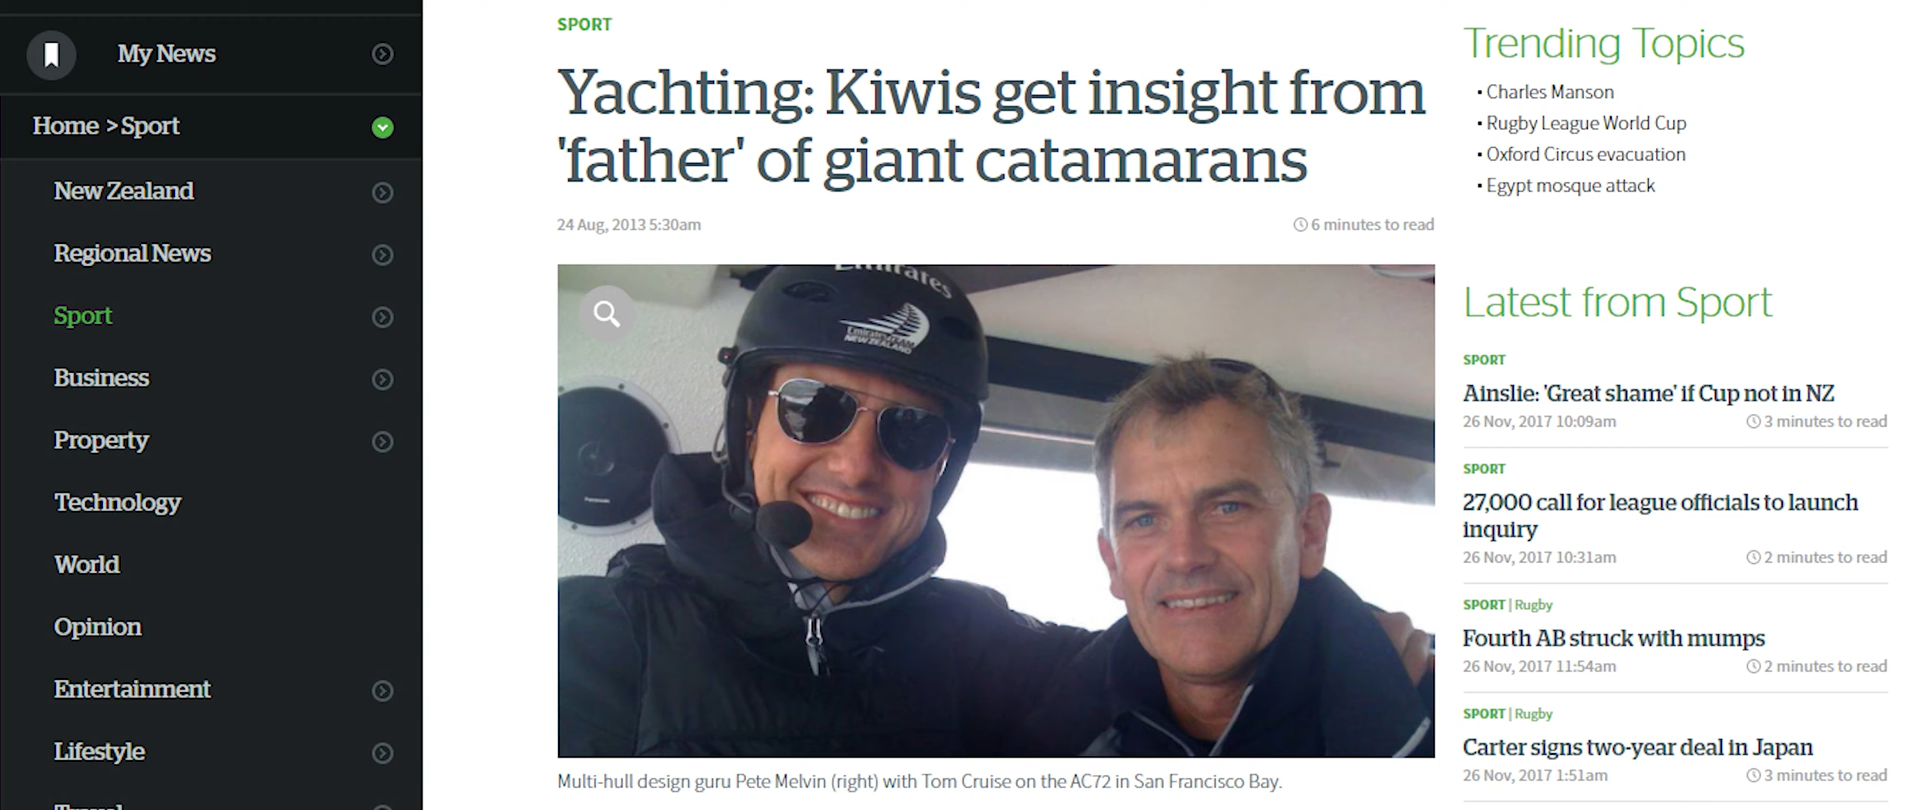 My News
Home > Sport
New Zealand
Regional News
Sport
Business
Property
Technology
World
Opinion
Entertainment
Lifestyle
Travel
SPORT
Yachting: Kiwis get insight from
'father' of giant catamarans
24 Aug, 2013 5:30am
6 minutes to read
Emirates
Emirates TEAM
NEW ZEALAND
Panasonic
Multi-hull design guru Pete Melvin (right) with Tom Cruise on the AC72 in San Francisco Bay.
Trending Topics
• Charles Manson
• Rugby League World Cup
• Oxford Circus evacuation
• Egypt mosque attack
Latest from Sport
SPORT
Ainslie: 'Great shame' if Cup not in NZ
26 Nov, 2017 10:09am
3 minutes to read
SPORT
27,000 call for league officials to launch
inquiry
26 Nov, 2017 10:31am
2 minutes to read
SPORT | Rugby
Fourth AB struck with mumps
26 Nov, 2017 11:54am
2 minutes to read
SPORT | Rugby
Carter signs two-year deal in Japan
26 Nov, 2017 1:51am
3 minutes to read